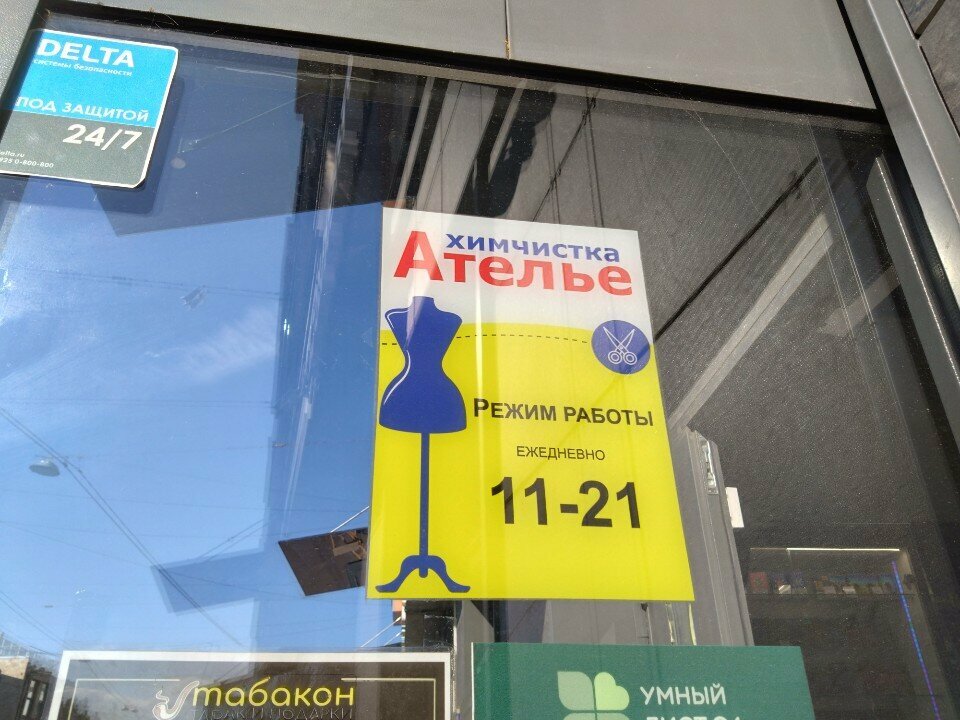 DELTA
системы безопасности
ПОД ЗАЩИТОЙ
24/7
химчистка
Ателье
Режим работы
ежедневно
11-21
табакон
УМНЫЙ